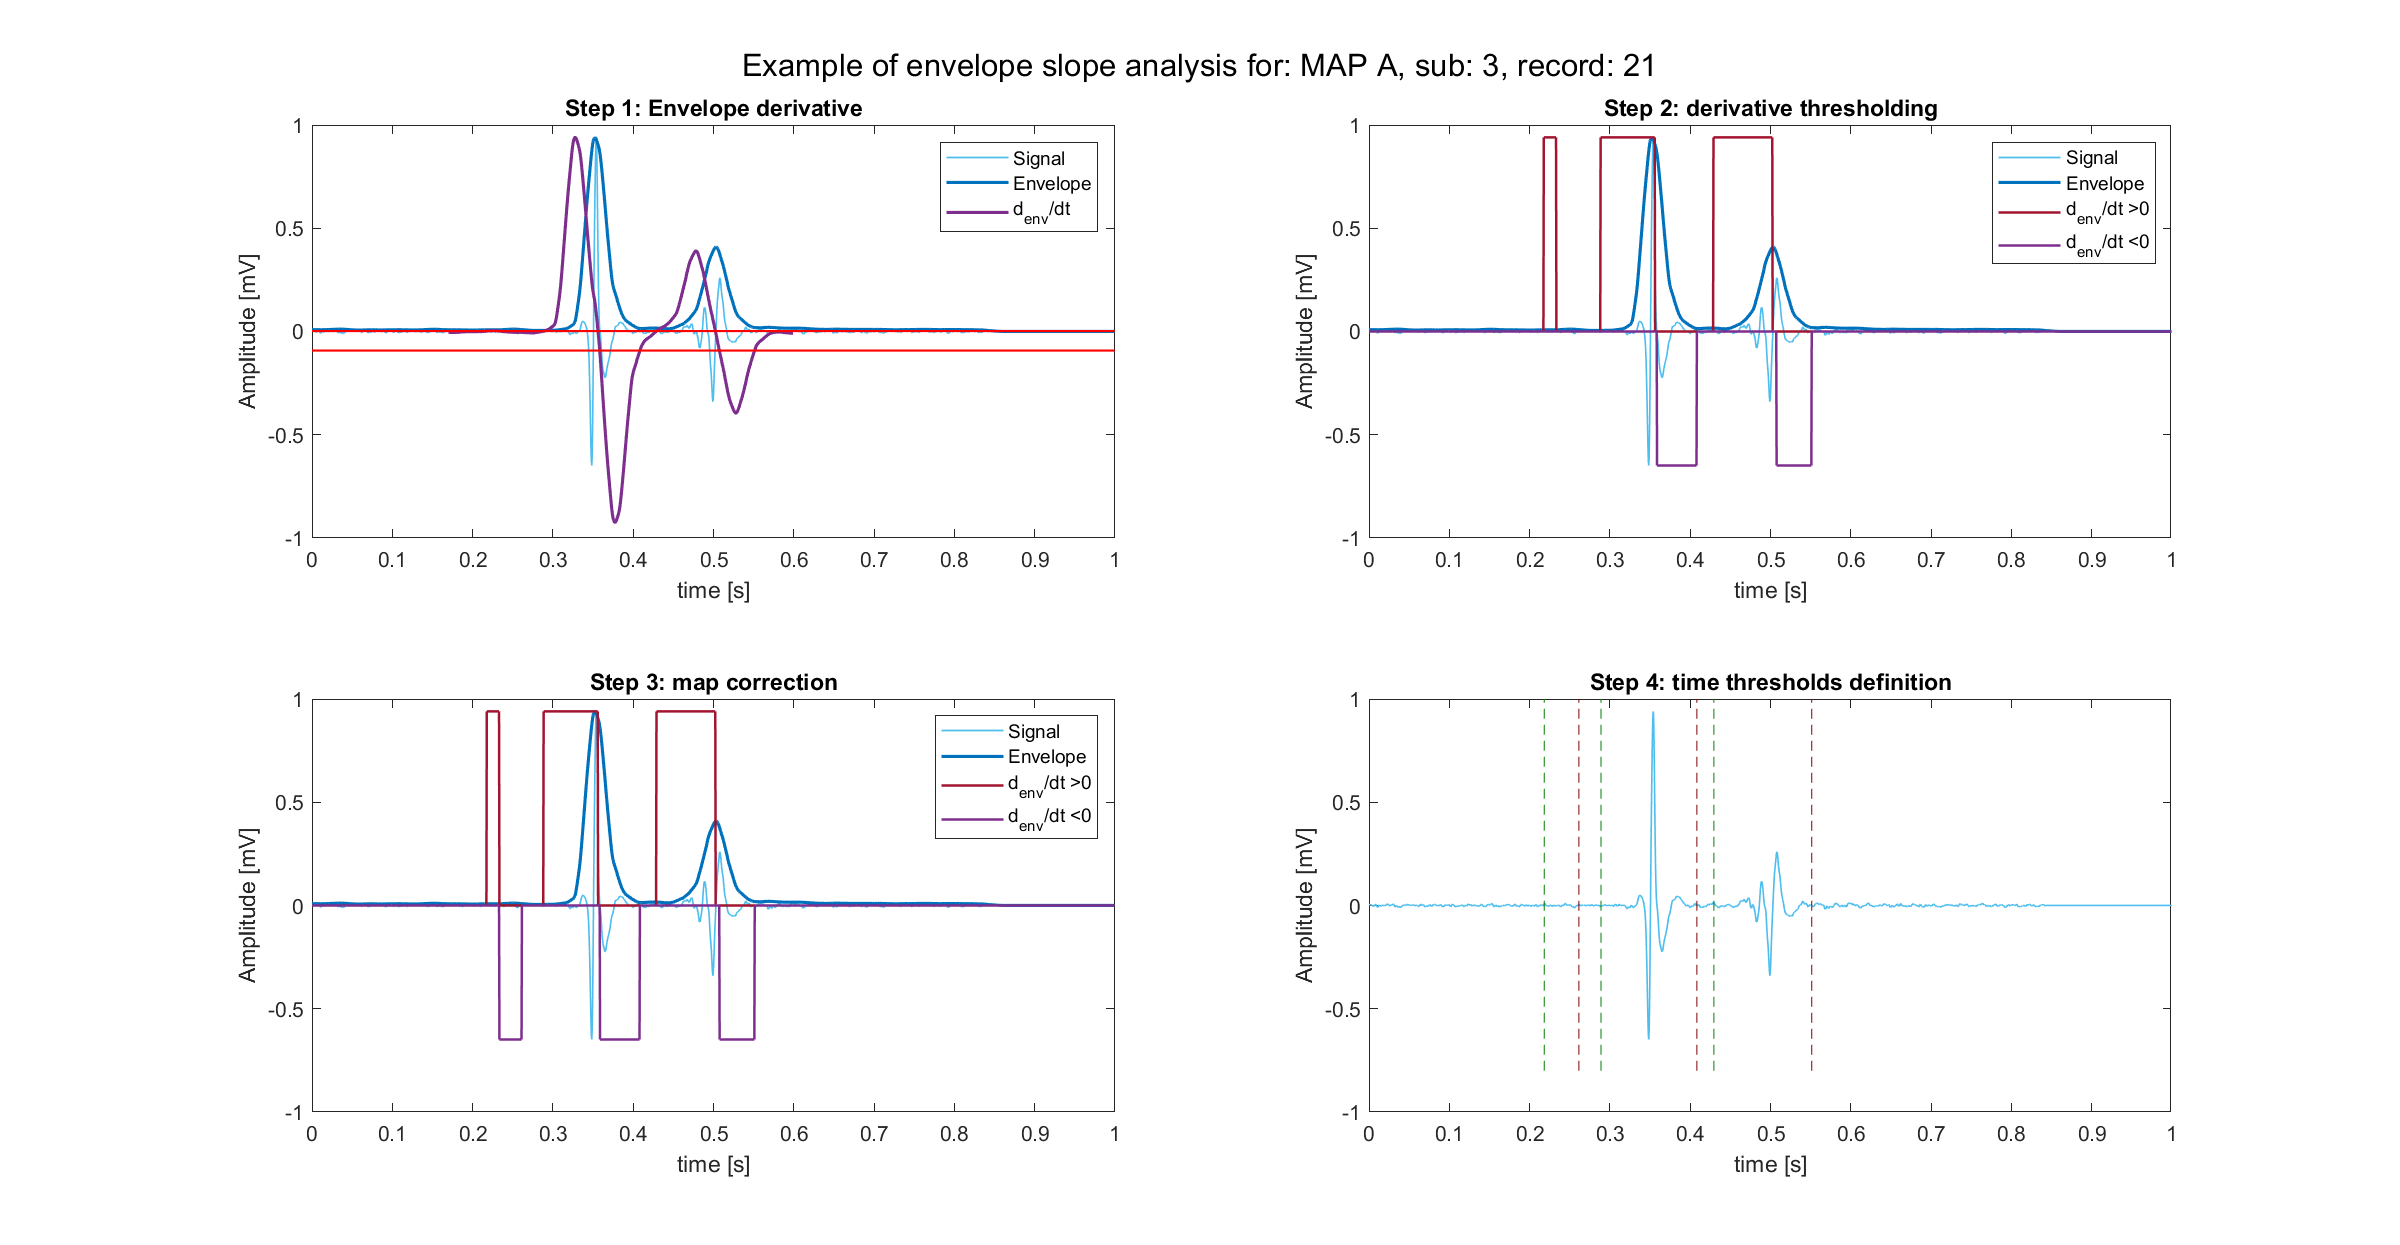 Example of envelope slope analysis for: MAP A, sub: 3, record: 21
Step 1: Envelope derivative
1
0.5
0
-0.5
-1
Amplitude [mV]
0 0.1 0.2 0.3 0.4 0.5 0.6 0.7 0.8 0.9 1
time [s]
Signal
Envelope
d_env/dt
Step 2: derivative thresholding
1
0.5
0
-0.5
-1
Amplitude [mV]
0 0.1 0.2 0.3 0.4 0.5 0.6 0.7 0.8 0.9 1
time [s]
Signal
Envelope
d_env/dt >0
d_env/dt <0
Step 3: map correction
1
0.5
0
-0.5
-1
Amplitude [mV]
0 0.1 0.2 0.3 0.4 0.5 0.6 0.7 0.8 0.9 1
time [s]
Signal
Envelope
d_env/dt >0
d_env/dt <0
Step 4: time thresholds definition
1
0.5
0
-0.5
-1
Amplitude [mV]
0 0.1 0.2 0.3 0.4 0.5 0.6 0.7 0.8 0.9 1
time [s]